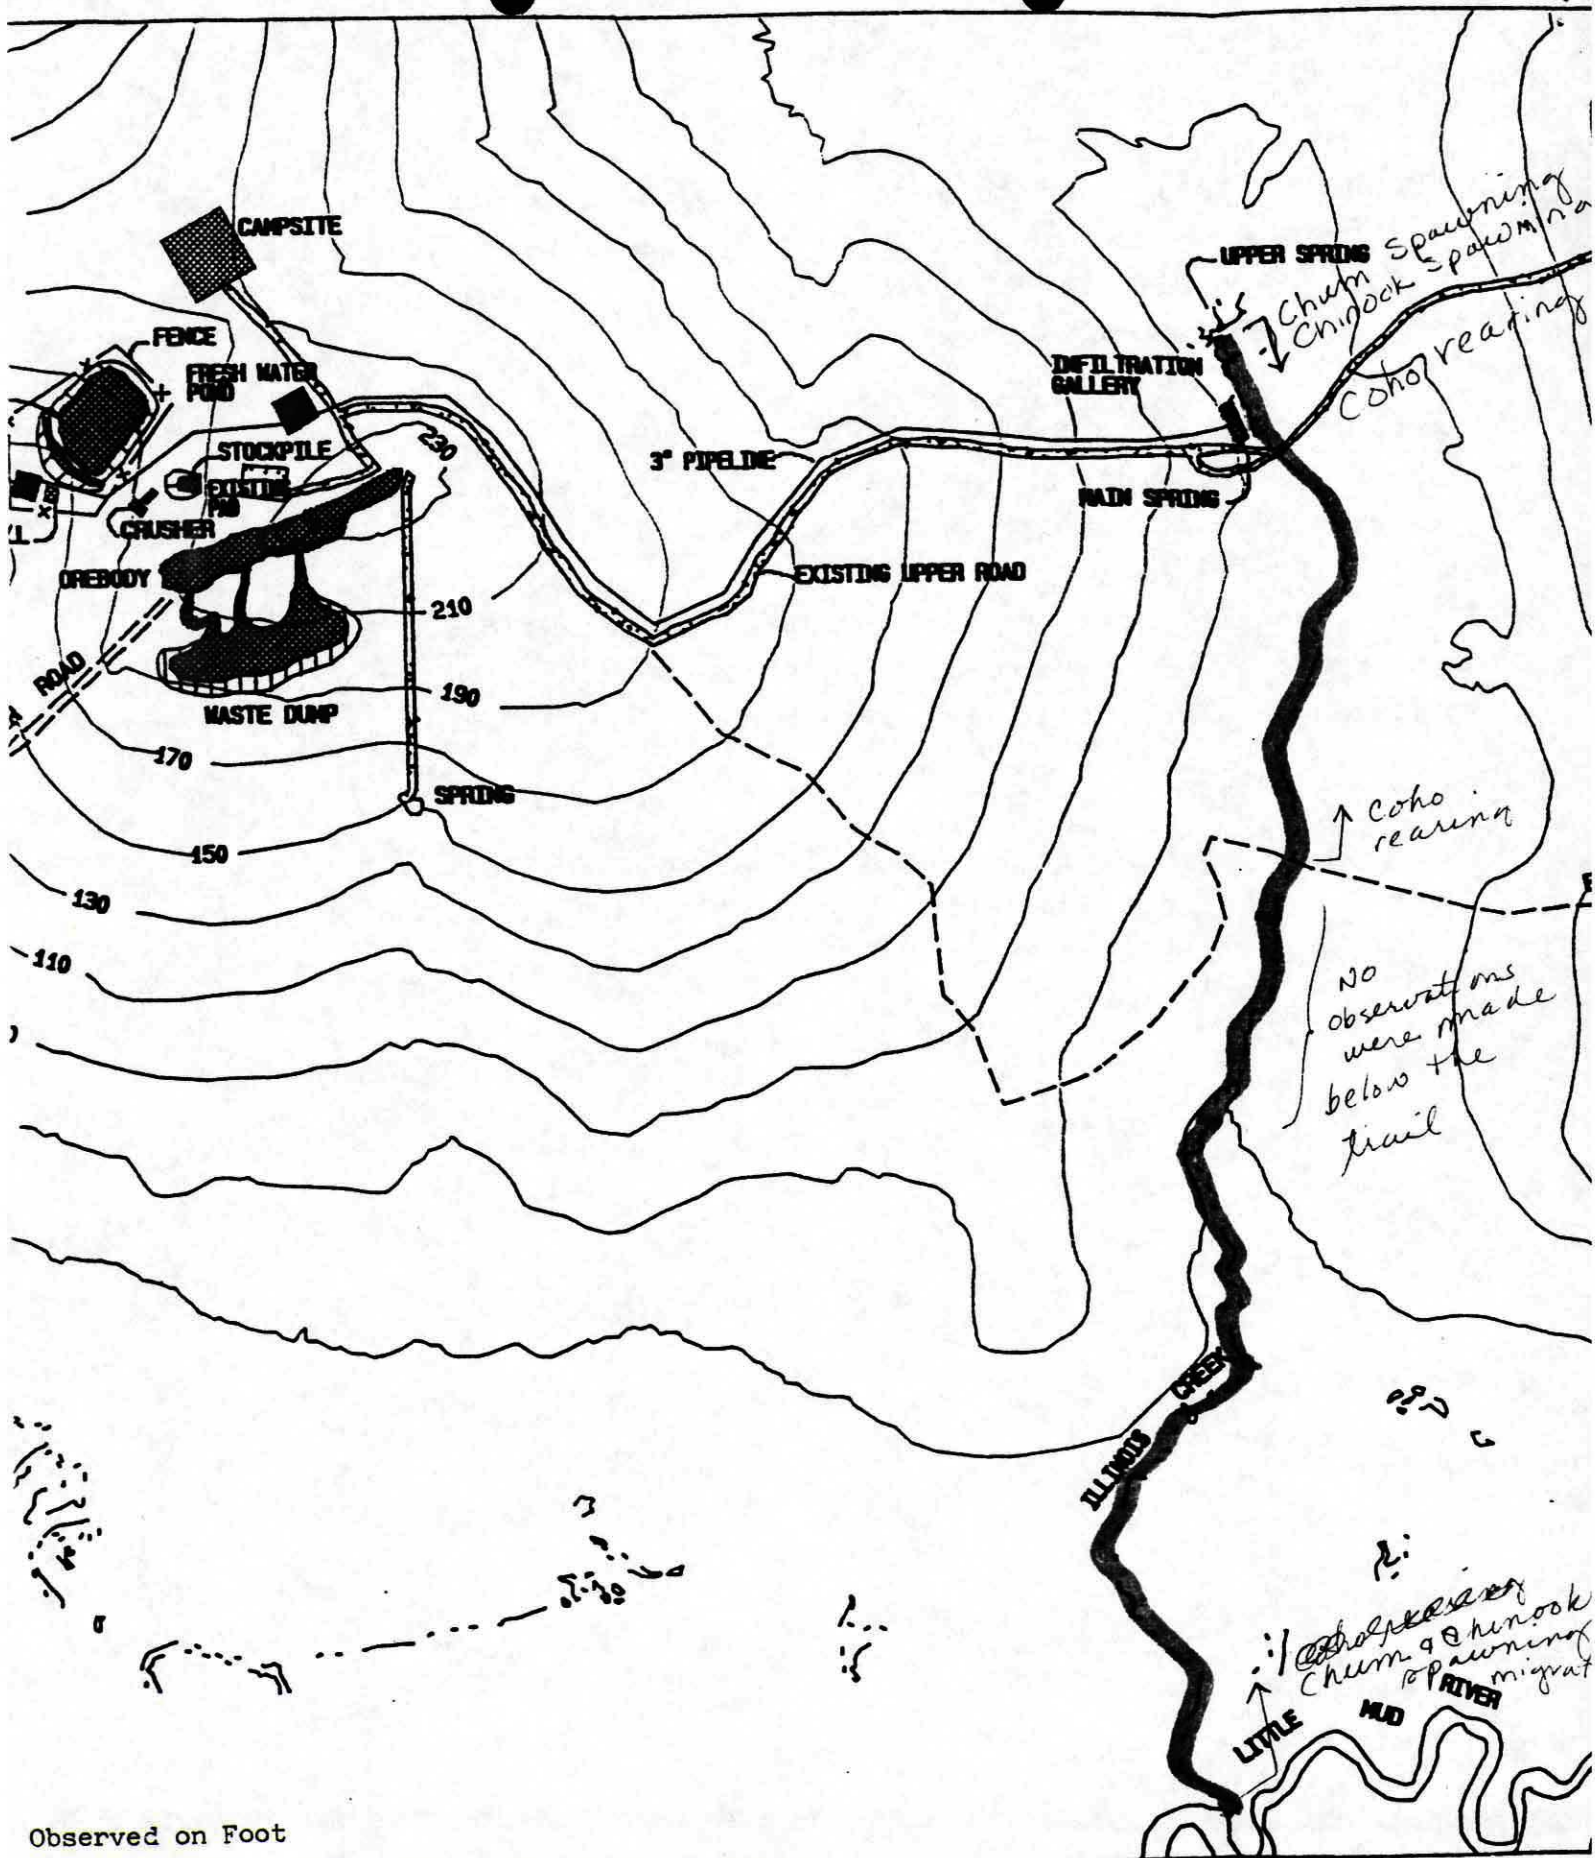 CAMPSITE
UPPER SPRING
Chum Spawning
Chinook Spawning
Coho rearing
FENCE
FRESH WATER
POND
INFILTRATION
GALLERY
STOCKPILE
230
3" PIPELINE
EXISTING
PAD
CRUSHER
MAIN SPRING
OREBODY
EXISTING UPPER ROAD
210
ROAD
190
WASTE DUMP
170
SPRING
coho
rearing
150
130
110
No
observations
were made
below the
trail
ILLINOIS CREEK
Chum & Chinook
spawning
migrat
LITTLE MUD RIVER
Observed on Foot